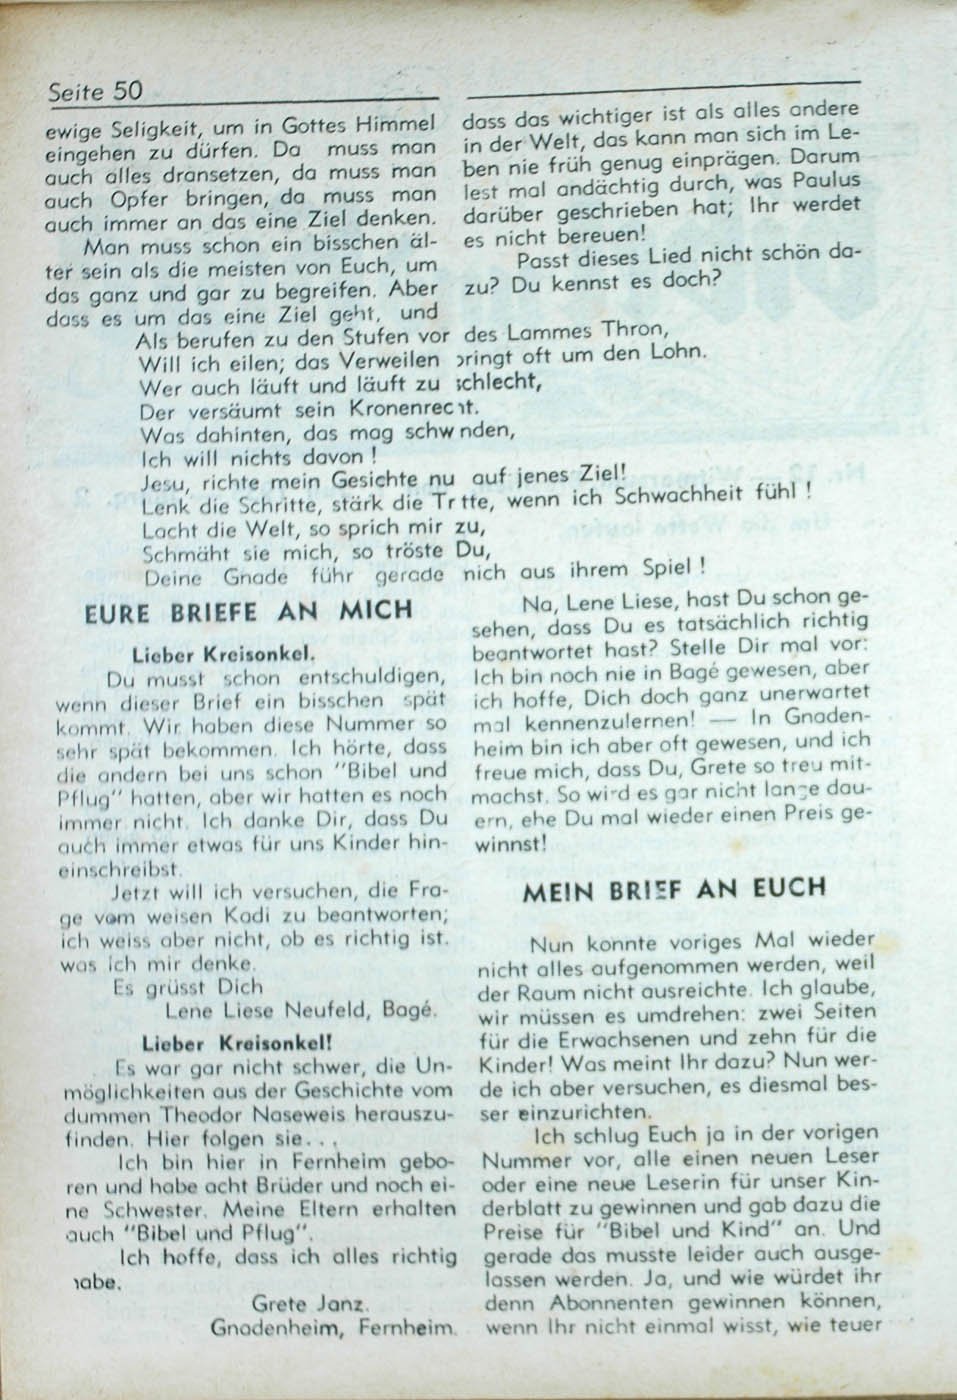 Seite 50
ewige Seligkeit, um in Gottes Himmel
eingehen zu dürfen. Da muss man
auch alles dransetzen, da muss man
auch Opfer bringen, da muss man
auch immer an das eine Ziel denken.
Man muss schon ein bisschen äl-
ter sein als die meisten von Euch, um
das ganz und gar zu begreifen. Aber
dass es um das eine Ziel geht, und
dass das wichtiger ist als alles andere
in der Welt, das kann man sich im Le-
ben nie früh genug einprägen. Darum
lest mal andächtig durch, was Paulus
darüber geschrieben hat; Ihr werdet
es nicht bereuen!
Passt dieses Lied nicht schön da-
zu? Du kennst es doch?
Als berufen zu den Stufen vor des Lammes Thron,
Will ich eilen; das Verweilen bringt oft um den Lohn.
Wer auch läuft und läuft zu schlecht,
Der versäumt sein Kronenrecht.
Was dahinten, das mag schwinden,
Ich will nichts davon!
Jesu, richte mein Gesichte nu auf jenes Ziel!
Lenk die Schritte, stärk die Tritte, wenn ich Schwachheit fühl!
Lacht die Welt, so sprich mir zu,
Schmäht sie mich, so tröste Du,
Deine Gnade führ gerade mich aus ihrem Spiel!
EURE BRIEFE AN MICH
Lieber Kreisonkel.
Du musst schon entschuldigen,
wenn dieser Brief ein bisschen spät
kommt. Wir haben diese Nummer so
sehr spät bekommen. Ich hörte, dass
die andern bei uns schon "Bibel und
Pflug" hatten, aber wir hatten es noch
immer nicht. Ich danke Dir, dass Du
auch immer etwas für uns Kinder hin-
einschreibst.
Jetzt will ich versuchen, die Fra-
ge vom weisen Kadi zu beantworten;
ich weiss aber nicht, ob es richtig ist.
was ich mir denke.
Es grüsst Dich
Lene Liese Neufeld, Bagé.
Lieber Kreisonkel!
Es war gar nicht schwer, die Un-
möglichkeiten aus der Geschichte vom
dummen Theodor Naseweis herauszu-
finden. Hier folgen sie...
Ich bin hier in Fernheim gebo-
ren und habe acht Brüder und noch ei-
ne Schwester. Meine Eltern erhalten
auch "Bibel und Pflug".
Ich hoffe, dass ich alles richtig
habe.
Grete Janz.
Gnadenheim, Fernheim.
Na, Lene Liese, hast Du schon ge-
sehen, dass Du es tatsächlich richtig
beantwortet hast? Stelle Dir mal vor:
Ich bin noch nie in Bagé gewesen, aber
ich hoffe, Dich doch ganz unerwartet
mal kennenzulernen! — In Gnaden-
heim bin ich aber oft gewesen, und ich
freue mich, dass Du, Grete so treu mit-
machst. So wird es gar nicht lange dau-
ern, ehe Du mal wieder einen Preis ge-
winnst!
MEIN BRIEF AN EUCH
Nun konnte voriges Mal wieder
nicht alles aufgenommen werden, weil
der Raum nicht ausreichte. Ich glaube,
wir müssen es umdrehen: zwei Seiten
für die Erwachsenen und zehn für die
Kinder! Was meint Ihr dazu? Nun wer-
de ich aber versuchen, es diesmal bes-
ser einzurichten.
Ich schlug Euch ja in der vorigen
Nummer vor, alle einen neuen Leser
oder eine neue Leserin für unser Kin-
derblatt zu gewinnen und gab dazu die
Preise für "Bibel und Kind" an. Und
gerade das musste leider auch ausge-
lassen werden. Ja, und wie würdet ihr
denn Abonnenten gewinnen können,
wenn Ihr nicht einmal wisst, wie teuer